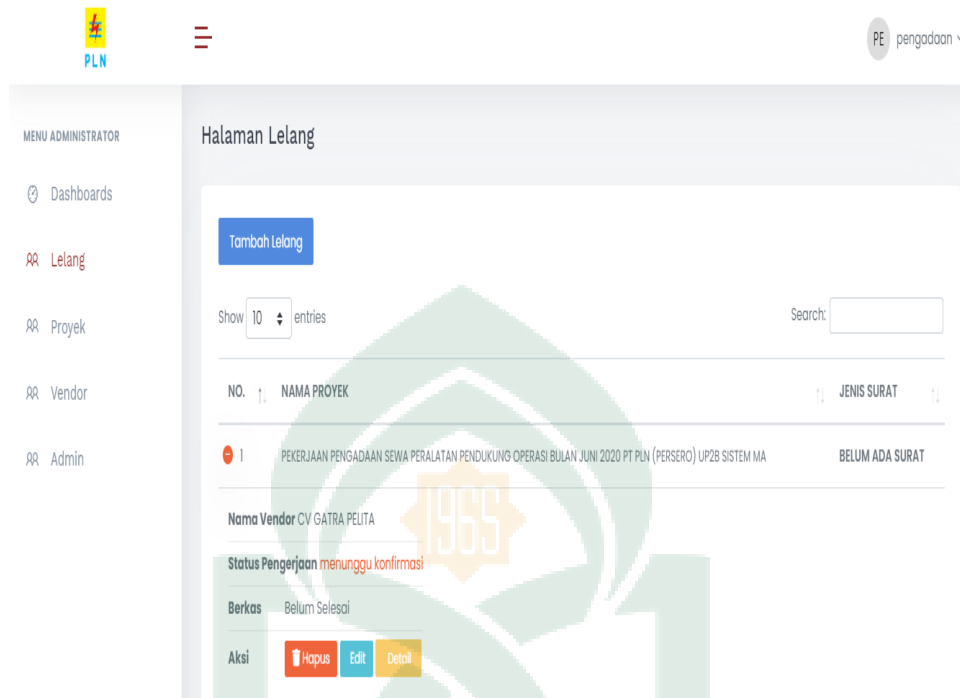 PLN
PE pengadaan
MENU ADMINISTRATOR
Dashboards
Lelang
Proyek
Vendor
Admin
Halaman Lelang
Tambah Lelang
Show 10 entries
Search:
NO. NAMA PROYEK JENIS SURAT
1 PEKERJAAN PENGADAAN SEWA PERALATAN PENDUKUNG OPERASI BULAN JUNI 2020 PT PLN (PERSERO) UP2B SISTEM MA BELUM ADA SURAT
Nama Vendor CV GATRA PELITA
Status Pengerjaan menunggu konfirmasi
Berkas Belum Selesai
Aksi Hapus Edit Detail
1965